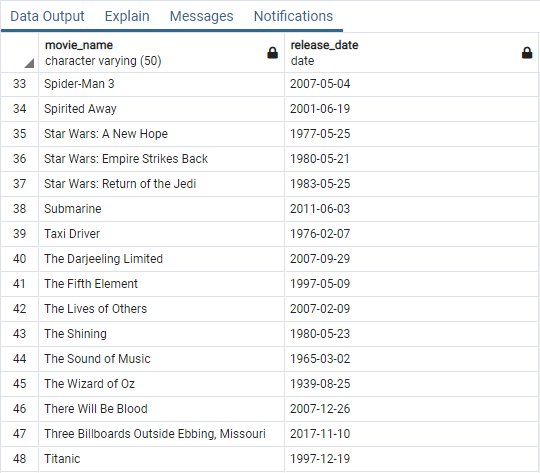 Data Output Explain Messages Notifications
movie_name release_date
character varying (50) date
33 Spider-Man 3 2007-05-04
34 Spirited Away 2001-06-19
35 Star Wars: A New Hope 1977-05-25
36 Star Wars: Empire Strikes Back 1980-05-21
37 Star Wars: Return of the Jedi 1983-05-25
38 Submarine 2011-06-03
39 Taxi Driver 1976-02-07
40 The Darjeeling Limited 2007-09-29
41 The Fifth Element 1997-05-09
42 The Lives of Others 2007-02-09
43 The Shining 1980-05-23
44 The Sound of Music 1965-03-02
45 The Wizard of Oz 1939-08-25
46 There Will Be Blood 2007-12-26
47 Three Billboards Outside Ebbing, Missouri 2017-11-10
48 Titanic 1997-12-19